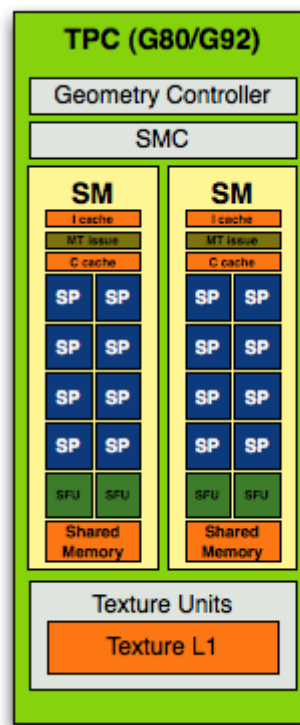 TPC (G80/G92)
Geometry Controller
SMC
SM
I cache
MT issue
C cache
SP SP
SP SP
SP SP
SP SP
SFU SFU
Shared
Memory
SM
I cache
MT issue
C cache
SP SP
SP SP
SP SP
SP SP
SFU SFU
Shared
Memory
Texture Units
Texture L1